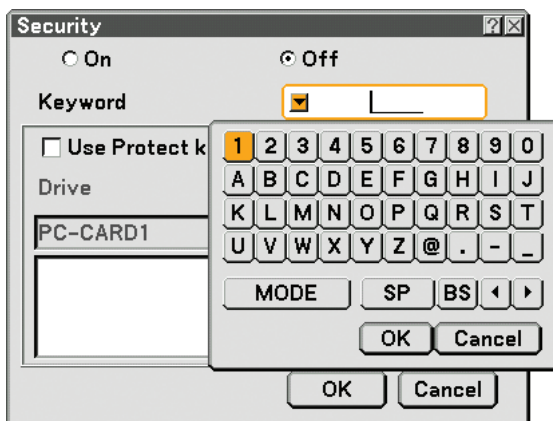 Security
On Off
Keyword
Use Protect k
Drive
PC-CARD1
1 2 3 4 5 6 7 8 9 0
A B C D E F G H I J
K L M N O P Q R S T
U V W X Y Z @ . - _
MODE SP BS
OK Cancel
OK Cancel